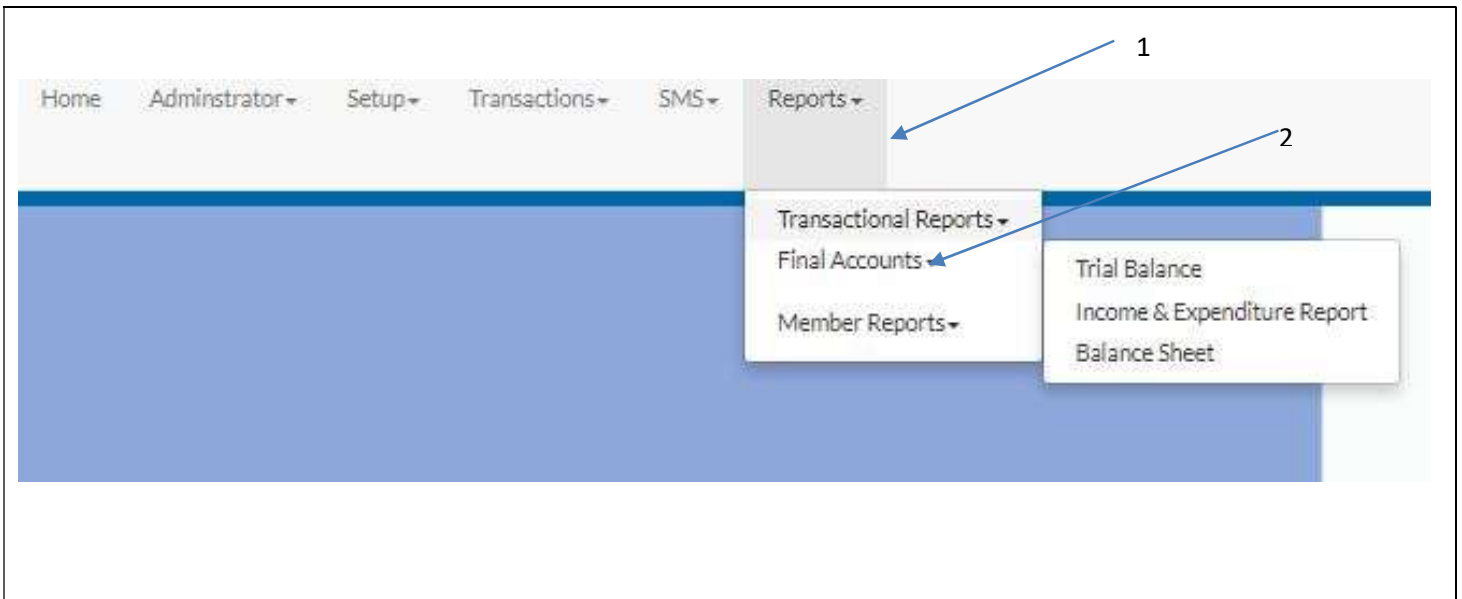 1
Home Adminstrator Setup Transactions SMS Reports
2
Transactional Reports
Final Accounts
Member Reports
Trial Balance
Income & Expenditure Report
Balance Sheet